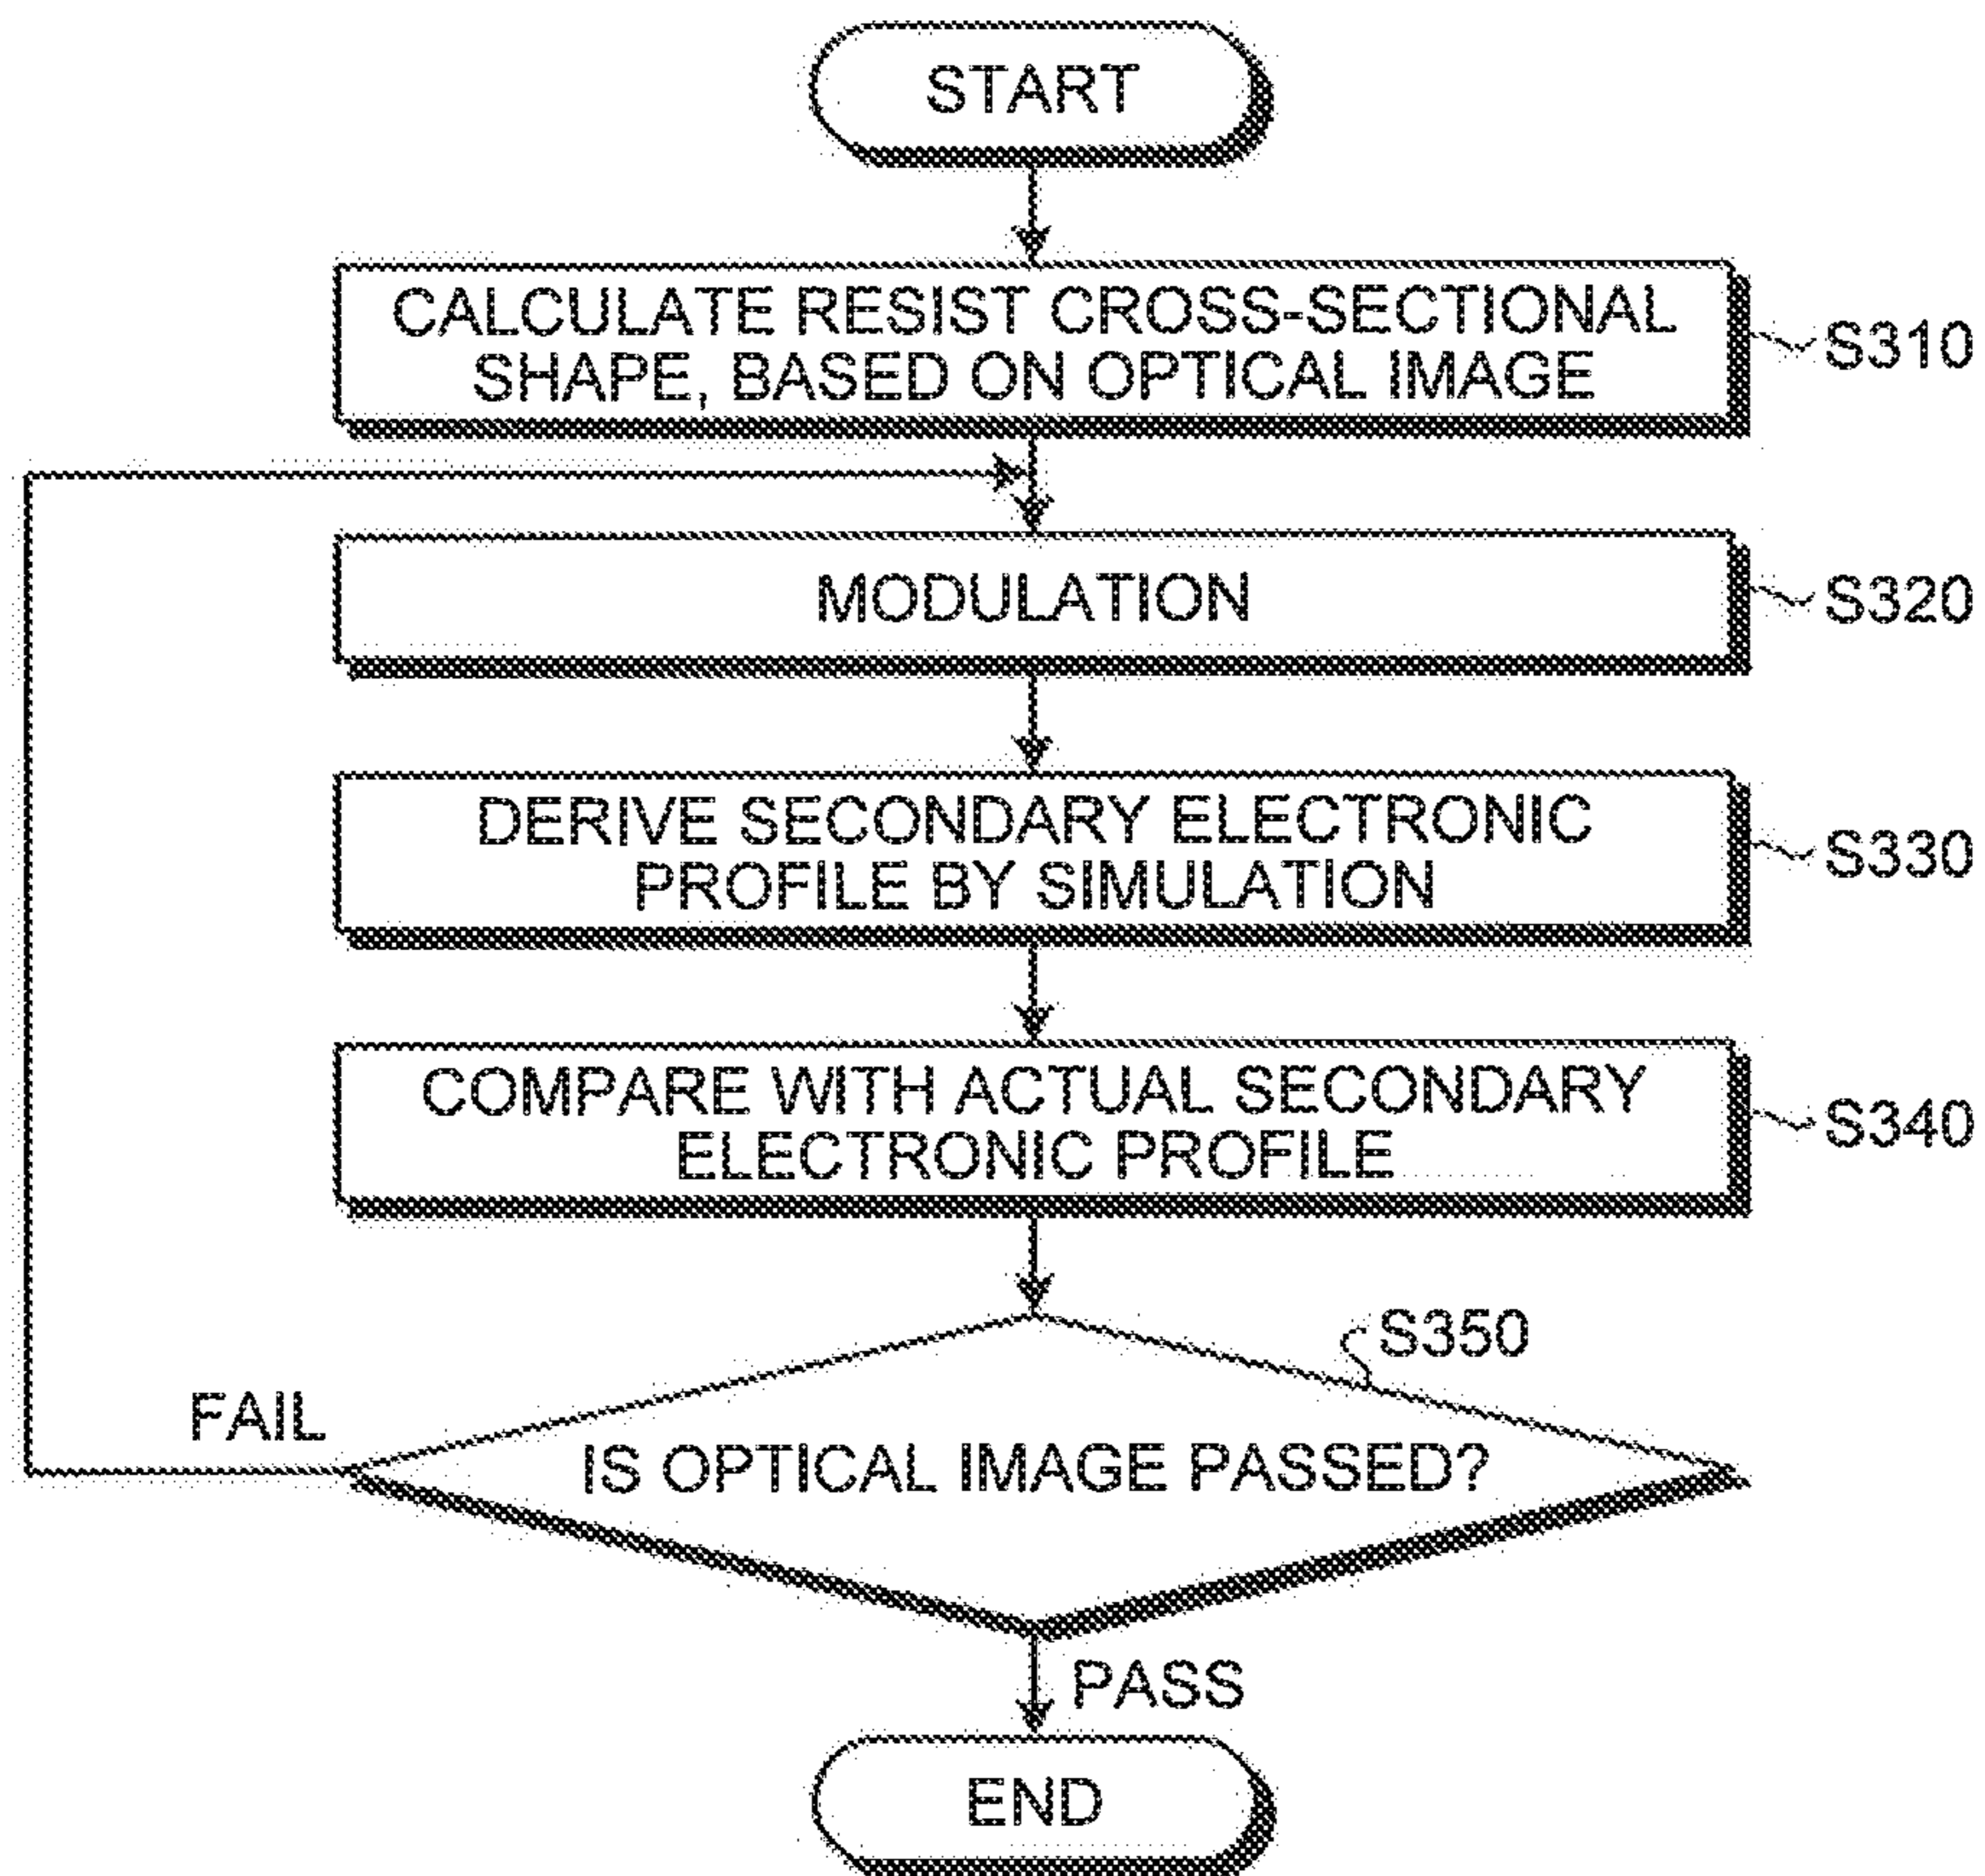 START
CALCULATE RESIST CROSS-SECTIONAL
SHAPE, BASED ON OPTICAL IMAGE
S310
MODULATION
S320
DERIVE SECONDARY ELECTRONIC
PROFILE BY SIMULATION
S330
COMPARE WITH ACTUAL SECONDARY
ELECTRONIC PROFILE
S340
S350
FAIL
IS OPTICAL IMAGE PASSED?
PASS
END